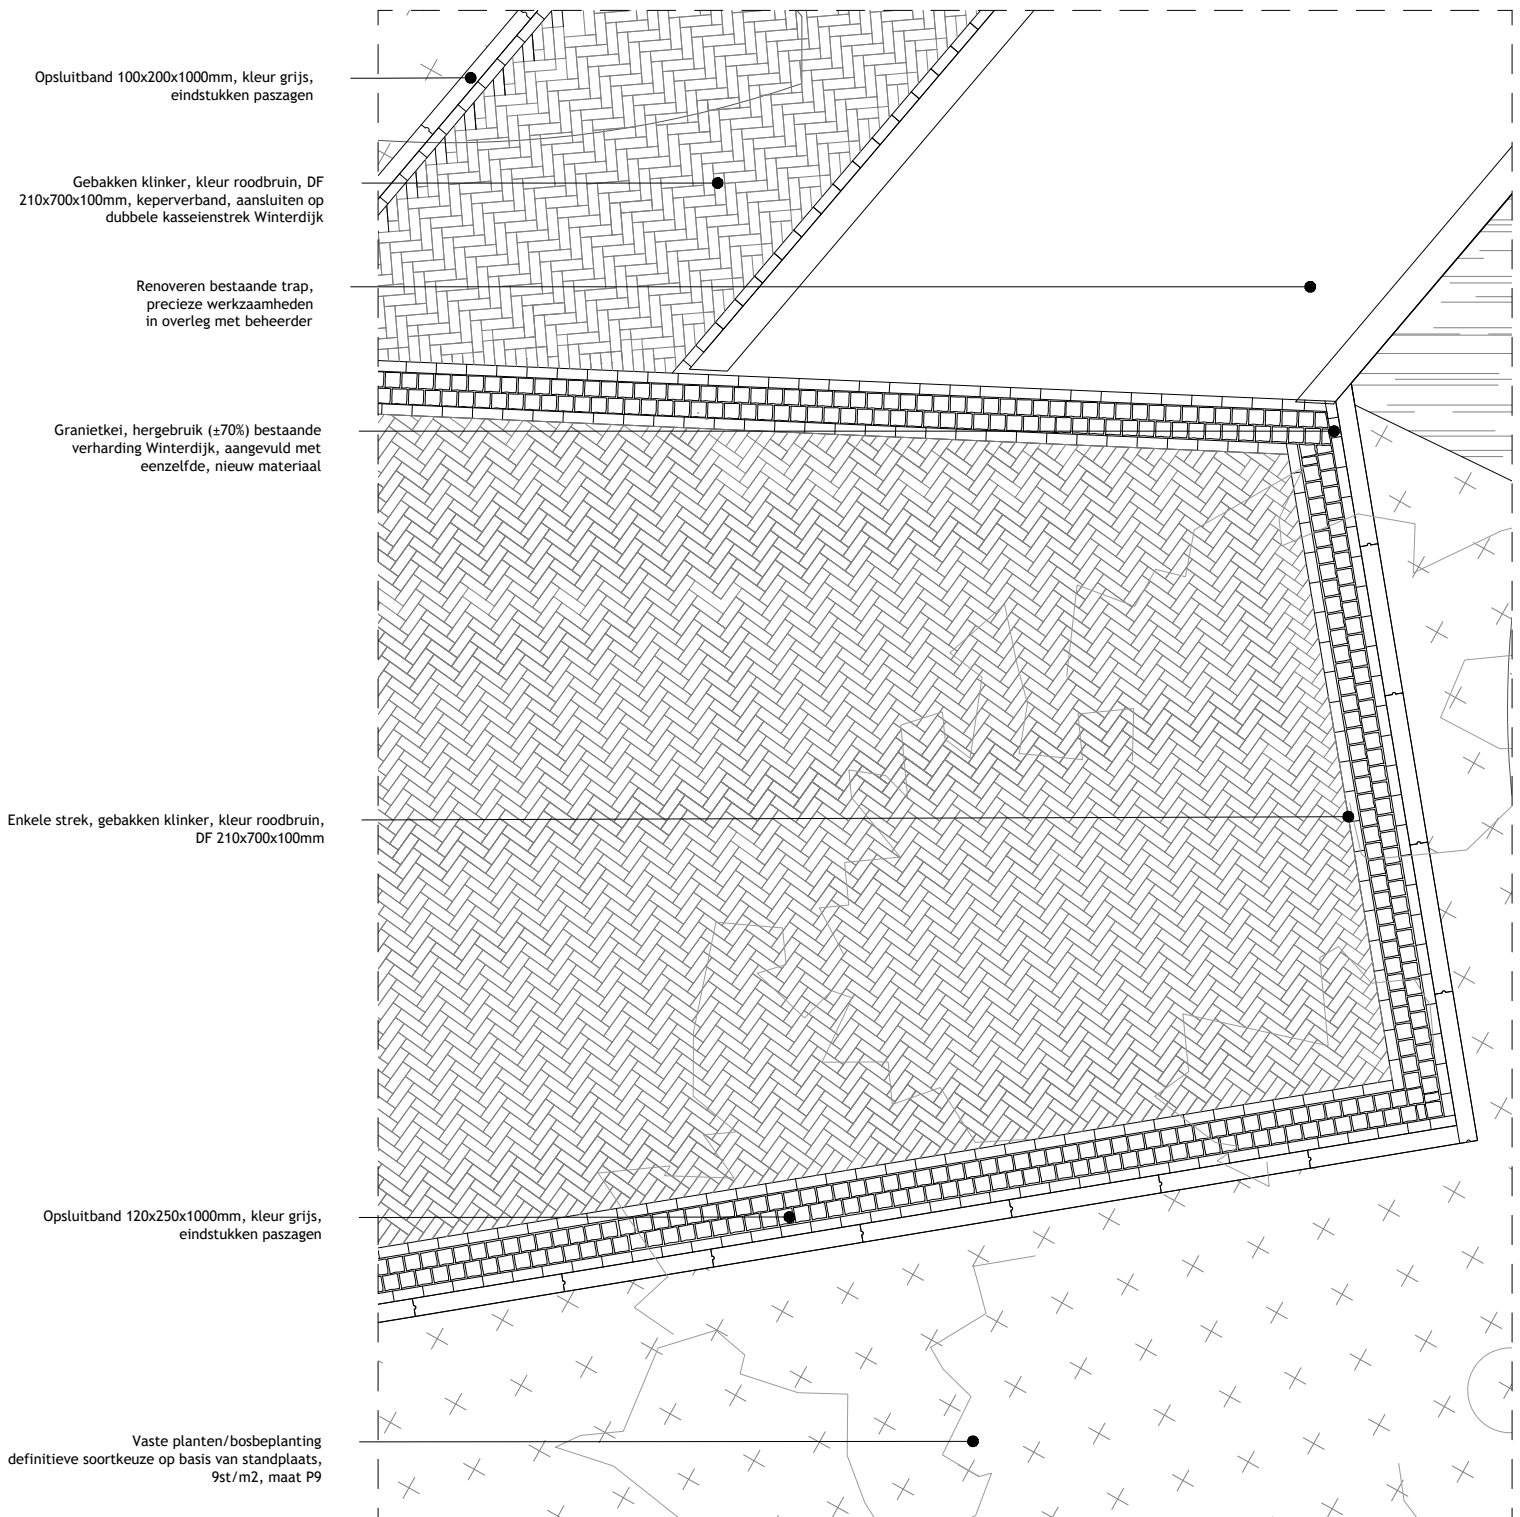 Opsluitband 100x200x1000mm, kleur grijs,
eindstukken paszagen
Gebakken klinker, kleur roodbruin, DF
210x700x100mm, keperverband, aansluiten op
dubbele kasseienstrek Winterdijk
Renoveren bestaande trap,
precieze werkzaamheden
in overleg met beheerder
Granietkei, hergebruik (±70%) bestaande
verharding Winterdijk, aangevuld met
eenzelfde, nieuw materiaal
Enkele strek, gebakken klinker, kleur roodbruin,
DF 210x700x100mm
Opsluitband 120x250x1000mm, kleur grijs,
eindstukken paszagen
Vaste planten/bosbeplanting
definitieve soortkeuze op basis van standplaats,
9st/m2, maat P9